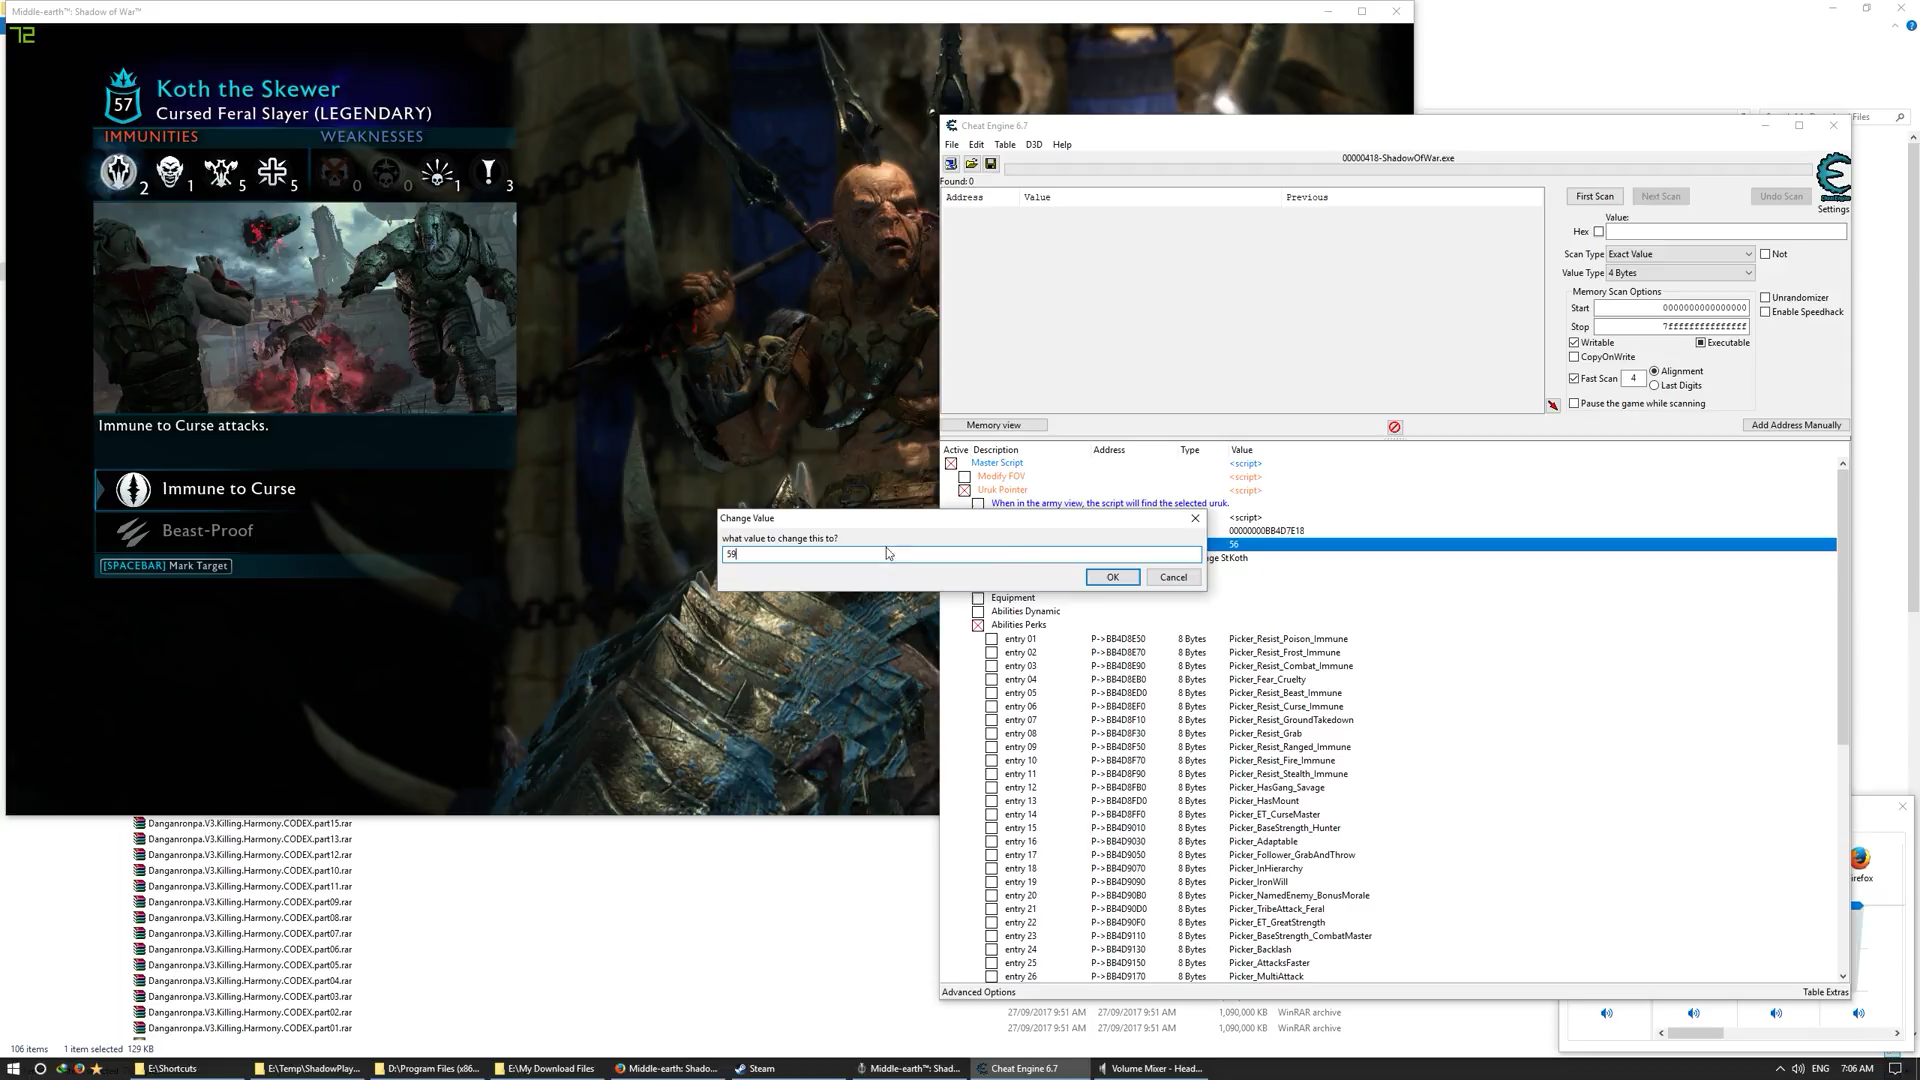 Middle-earth™: Shadow of War™
72
Koth the Skewer
57
Cursed Feral Slayer (LEGENDARY)
IMMUNITIES
WEAKNESSES
2
1
5
5
0
0
1
3
Immune to Curse attacks.
Immune to Curse
Beast-Proof
[SPACEBAR] Mark Target
Cheat Engine 6.7
File
Edit
Table
D3D
Help
00000418-ShadowOfWar.exe
Found: 0
Address
Value
Previous
First Scan
Next Scan
Undo Scan
Settings
Value:
Hex
Scan Type
Exact Value
Not
Value Type
4 Bytes
Memory Scan Options
Start
0000000000000000
Unrandomizer
Enable Speedhack
Stop
7fffffffffffffff
Writable
Executable
CopyOnWrite
Fast Scan
4
Alignment
Last Digits
Pause the game while scanning
Memory view
Add Address Manually
Active Description Address Type Value
Master Script <script>
Modify FOV <script>
Uruk Pointer <script>
When in the army view, the script will find the selected uruk.
<script>
00000000BB4D7E18
56
ge StKoth
Change Value
what value to change this to?
59
OK
Cancel
Equipment
Abilities Dynamic
Abilities Perks
entry 01 P->BB4D8E50 8 Bytes Picker_Resist_Poison_Immune
entry 02 P->BB4D8E70 8 Bytes Picker_Resist_Frost_Immune
entry 03 P->BB4D8E90 8 Bytes Picker_Resist_Combat_Immune
entry 04 P->BB4D8EB0 8 Bytes Picker_Fear_Cruelty
entry 05 P->BB4D8ED0 8 Bytes Picker_Resist_Beast_Immune
entry 06 P->BB4D8EF0 8 Bytes Picker_Resist_Curse_Immune
entry 07 P->BB4D8F10 8 Bytes Picker_Resist_GroundTakedown
entry 08 P->BB4D8F30 8 Bytes Picker_Resist_Grab
entry 09 P->BB4D8F50 8 Bytes Picker_Resist_Ranged_Immune
entry 10 P->BB4D8F70 8 Bytes Picker_Resist_Fire_Immune
entry 11 P->BB4D8F90 8 Bytes Picker_Resist_Stealth_Immune
entry 12 P->BB4D8FB0 8 Bytes Picker_HasGang_Savage
entry 13 P->BB4D8FD0 8 Bytes Picker_HasMount
entry 14 P->BB4D8FF0 8 Bytes Picker_ET_CurseMaster
entry 15 P->BB4D9010 8 Bytes Picker_BaseStrength_Hunter
entry 16 P->BB4D9030 8 Bytes Picker_Adaptable
entry 17 P->BB4D9050 8 Bytes Picker_Follower_GrabAndThrow
entry 18 P->BB4D9070 8 Bytes Picker_InHierarchy
entry 19 P->BB4D9090 8 Bytes Picker_IronWill
entry 20 P->BB4D90B0 8 Bytes Picker_NamedEnemy_BonusMorale
entry 21 P->BB4D90D0 8 Bytes Picker_TribeAttack_Feral
entry 22 P->BB4D90F0 8 Bytes Picker_ET_GreatStrength
entry 23 P->BB4D9110 8 Bytes Picker_BaseStrength_CombatMaster
entry 24 P->BB4D9130 8 Bytes Picker_Backlash
entry 25 P->BB4D9150 8 Bytes Picker_AttacksFaster
entry 26 P->BB4D9170 8 Bytes Picker_MultiAttack
Advanced Options
Table Extras
Danganronpa.V3.Killing.Harmony.CODEX.part15.rar
Danganronpa.V3.Killing.Harmony.CODEX.part13.rar
Danganronpa.V3.Killing.Harmony.CODEX.part12.rar
Danganronpa.V3.Killing.Harmony.CODEX.part10.rar
Danganronpa.V3.Killing.Harmony.CODEX.part11.rar
Danganronpa.V3.Killing.Harmony.CODEX.part09.rar
Danganronpa.V3.Killing.Harmony.CODEX.part08.rar
Danganronpa.V3.Killing.Harmony.CODEX.part07.rar
Danganronpa.V3.Killing.Harmony.CODEX.part06.rar
Danganronpa.V3.Killing.Harmony.CODEX.part05.rar
Danganronpa.V3.Killing.Harmony.CODEX.part04.rar
Danganronpa.V3.Killing.Harmony.CODEX.part03.rar
Danganronpa.V3.Killing.Harmony.CODEX.part02.rar 27/09/2017 9:51 AM 27/09/2017 9:51 AM 1,090,000 KB WinRAR archive
Danganronpa.V3.Killing.Harmony.CODEX.part01.rar 27/09/2017 9:51 AM 27/09/2017 9:51 AM 1,090,000 KB WinRAR archive
106 items
1 item selected 129 KB
Files
irefox
E:\Shortcuts
E:\Temp\ShadowPlay...
D:\Program Files (x86...
E:\My Download Files
Middle-earth: Shado...
Steam
Middle-earth™: Shad...
Cheat Engine 6.7
Volume Mixer - Head...
ENG
7:06 AM